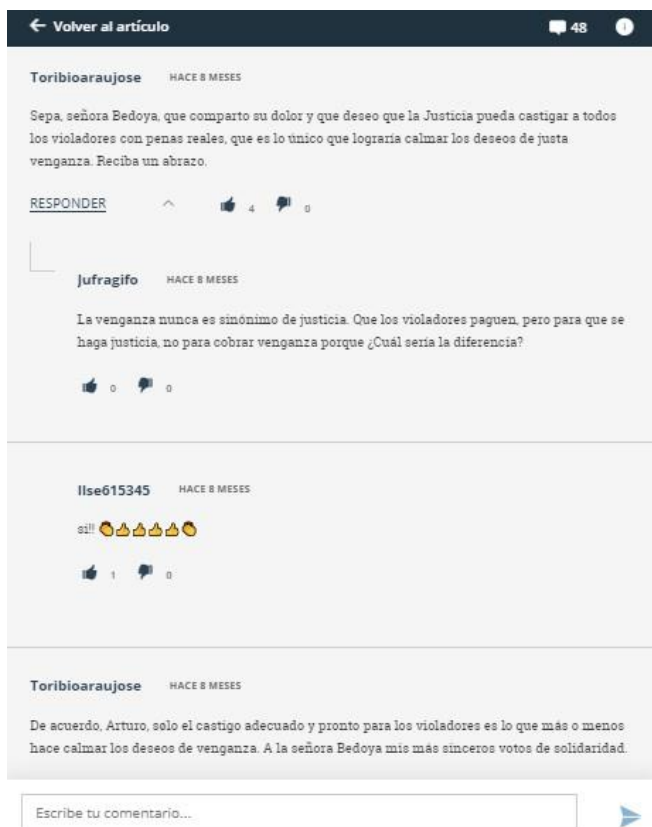 ← Volver al artículo 48
Toribioaraujose HACE 8 MESES
Sepa, señora Bedoya, que comparto su dolor y que deseo que la Justicia pueda castigar a todos
los violadores con penas reales, que es lo único que lograría calmar los deseos de justa
venganza. Reciba un abrazo.
RESPONDER 4 0
Jufragifo HACE 8 MESES
La venganza nunca es sinónimo de justicia. Que los violadores paguen, pero para que se
haga justicia, no para cobrar venganza porque ¿Cuál sería la diferencia?
0 0
Ilse615345 HACE 8 MESES
si!! 👏👍👍👍👍👏
1 0
Toribioaraujose HACE 8 MESES
De acuerdo, Arturo, solo el castigo adecuado y pronto para los violadores es lo que más o menos
hace calmar los deseos de venganza. A la señora Bedoya mis más sinceros votos de solidaridad.
Escribe tu comentario...